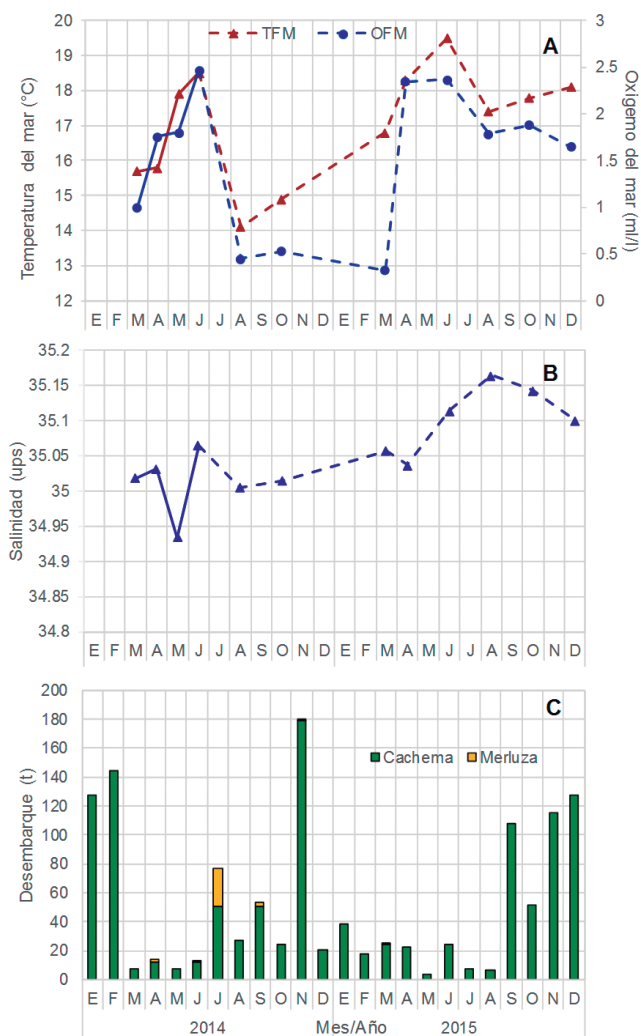 20
19
18
17
16
15
14
13
12
Temperatura del mar (°C)
TFM OFM
A
3
2.5
2
1.5
1
0.5
0
Oxígerno del mar (ml/l)
E F M A M J J A S O N D E F M A M J J A S O N D
35.2
35.15
35.1
35.05
35
34.95
34.9
34.85
34.8
Salinidad (ups)
B
E F M A M J J A S O N D E F M A M J J A S O N D
200
180
160
140
120
100
80
60
40
20
0
Desembarque (t)
C
Cachema Merluza
E F M A M J J A S O N D E F M A M J J A S O N D
2014 Mes/Año 2015